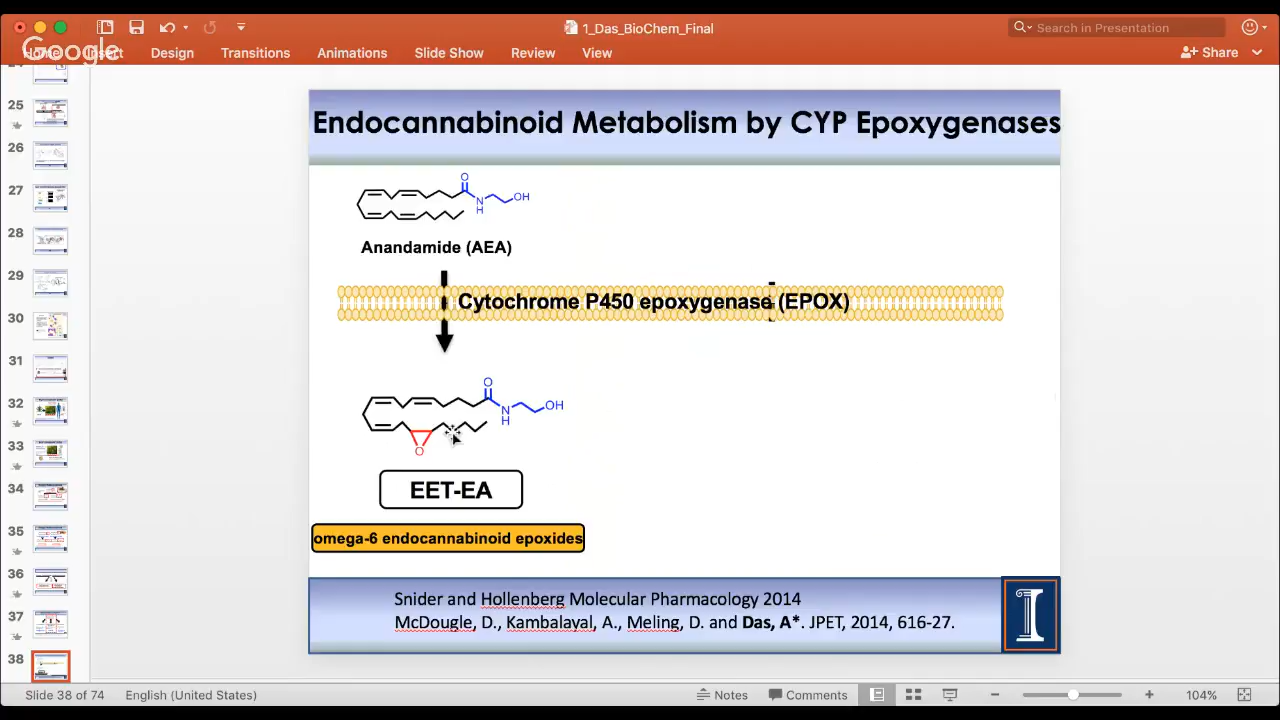 1_Das_BioChem_Final
Search in Presentation
Google
Home Insert Design Transitions Animations Slide Show Review View
Share
25
26
27
28
29
30
31
32
33
34
35
36
37
38
Endocannabinoid Metabolism by CYP Epoxygenases
O
N
H
OH
Anandamide (AEA)
Cytochrome P450 epoxygenase (EPOX)
O
N
H
OH
O
EET-EA
omega-6 endocannabinoid epoxides
Snider and Hollenberg Molecular Pharmacology 2014
McDougle, D., Kambalayal, A., Meling, D. and Das, A*. JPET, 2014, 616-27.
I
Slide 38 of 74
English (United States)
Notes
Comments
104%